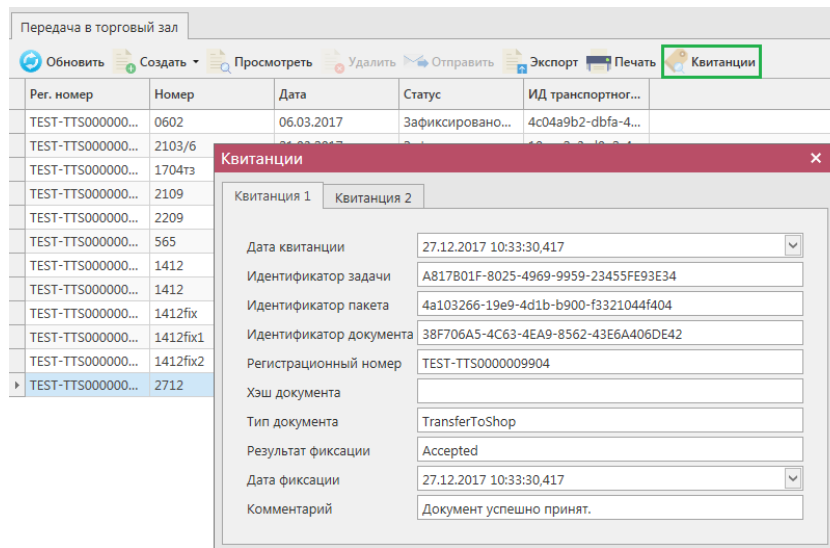 Передача в торговый зал
Обновить Создать Просмотреть Удалить Отправить Экспорт Печать Квитанции
Рег. номер Номер Дата Статус ИД транспортног...
TEST-TTS000000... 0602 06.03.2017 Зафиксировано... 4c04a9b2-dbfa-4...
TEST-TTS000000... 2103/6
TEST-TTS000000... 1704тз
TEST-TTS000000... 2109
TEST-TTS000000... 2209
TEST-TTS000000... 565
TEST-TTS000000... 1412
TEST-TTS000000... 1412
TEST-TTS000000... 1412fix
TEST-TTS000000... 1412fix1
TEST-TTS000000... 1412fix2
TEST-TTS000000... 2712
Квитанции
Квитанция 1 Квитанция 2
Дата квитанции 27.12.2017 10:33:30,417
Идентификатор задачи A817B01F-8025-4969-9959-23455FE93E34
Идентификатор пакета 4a103266-19e9-4d1b-b900-f3321044f404
Идентификатор документа 38F706A5-4C63-4EA9-8562-43E6A406DE42
Регистрационный номер TEST-TTS0000009904
Хэш документа
Тип документа TransferToShop
Результат фиксации Accepted
Дата фиксации 27.12.2017 10:33:30,417
Комментарий Документ успешно принят.